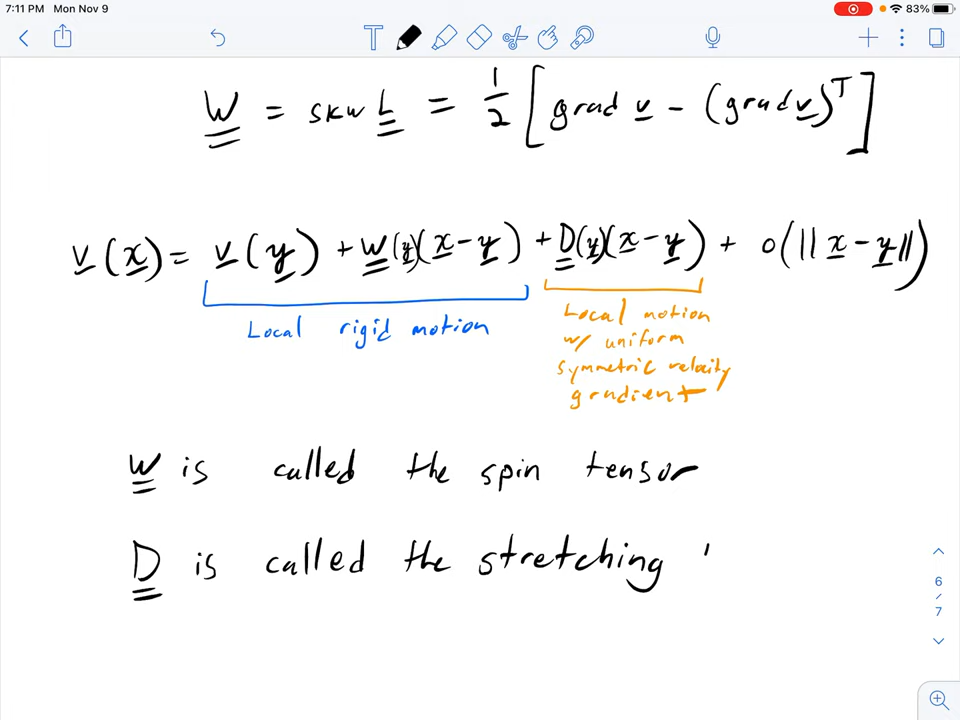 7:11 PM Mon Nov 9
83%
W = skw L = 1/2 [grad v - (grad v)^T]
v(x) = v(y) + W(y)(x-y) + D(y)(x-y) + o(||x-y||)
Local rigid motion
Local motion
w/ uniform
symmetric velocity
gradient
W is called the spin tensor
D is called the stretching
6
/
7